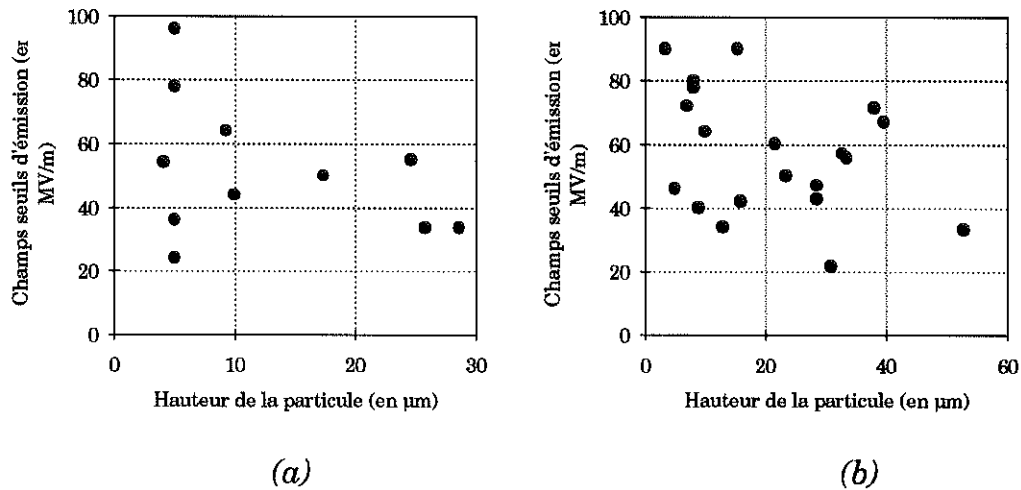 100
80
60
40
20
0
0 10 20 30
Champs seuils d'émission (en
MV/m)
Hauteur de la particule (en µm)
(a)
100
80
60
40
20
0
0 20 40 60
Champs seuils d'émission (en
MV/m)
Hauteur de la particule (en µm)
(b)